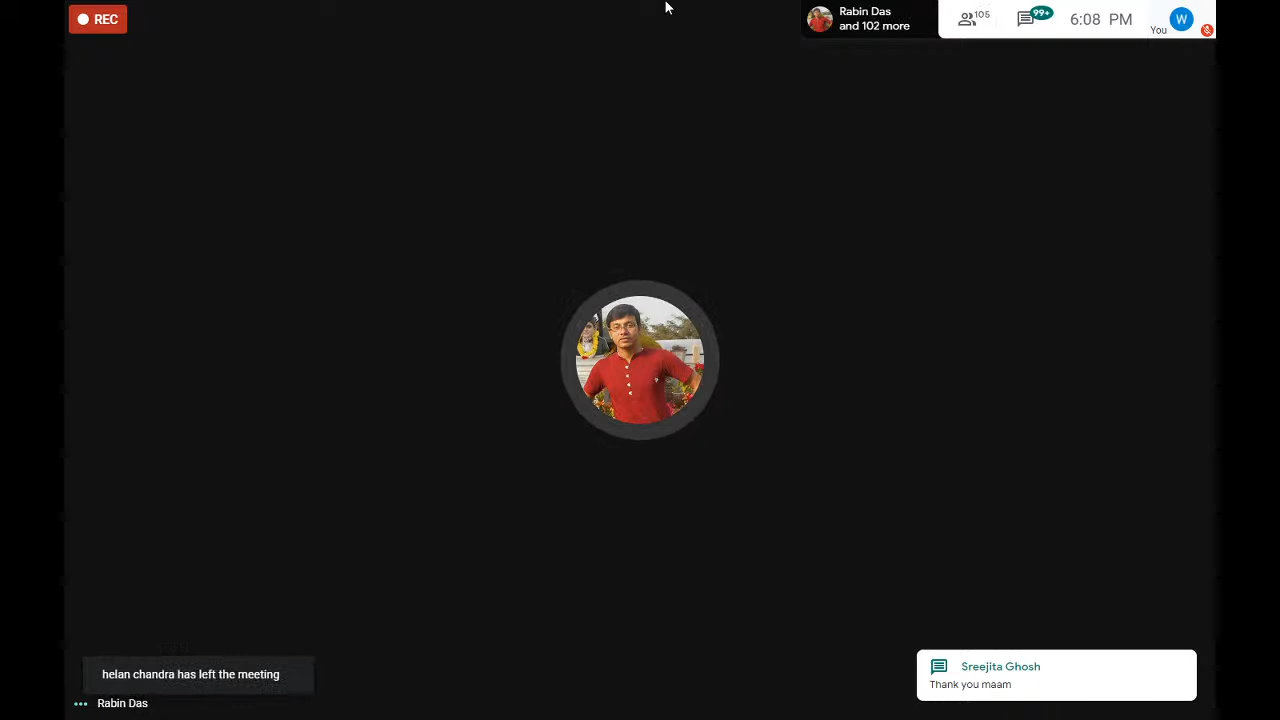 REC
Rabin Das
and 102 more
105
99+
6:08 PM
You
W
helan chandra has left the meeting
Rabin Das
Sreejita Ghosh
Thank you maam